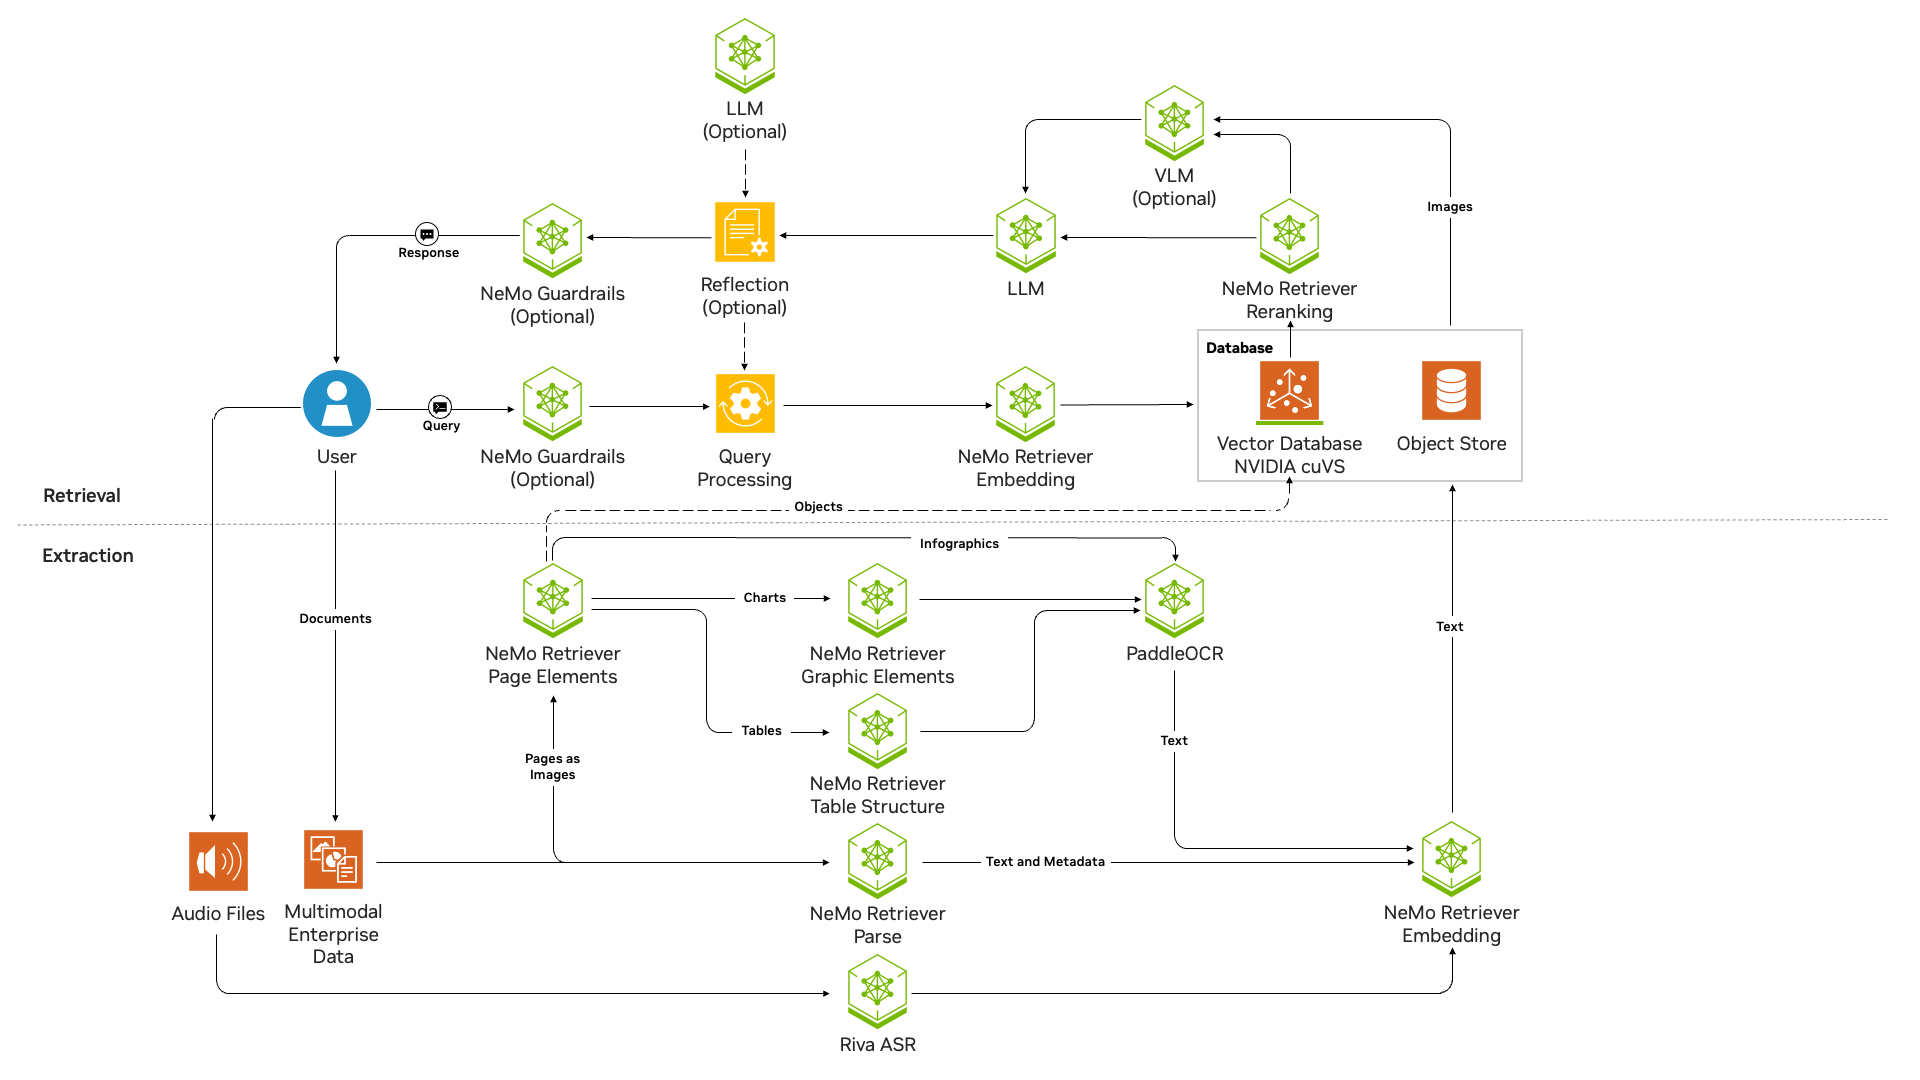 LLM
(Optional)
VLM
(Optional)
Images
Response
NeMo Guardrails
(Optional)
Reflection
(Optional)
LLM
NeMo Retriever
Reranking
Database
Query
User
NeMo Guardrails
(Optional)
Query
Processing
NeMo Retriever
Embedding
Vector Database
NVIDIA cuVS
Object Store
Retrieval
Objects
Extraction
Infographics
Charts
Documents
NeMo Retriever
Page Elements
NeMo Retriever
Graphic Elements
PaddleOCR
Text
Tables
Text
Pages as
Images
NeMo Retriever
Table Structure
Text and Metadata
Audio Files
Multimodal
Enterprise
Data
NeMo Retriever
Parse
NeMo Retriever
Embedding
Riva ASR